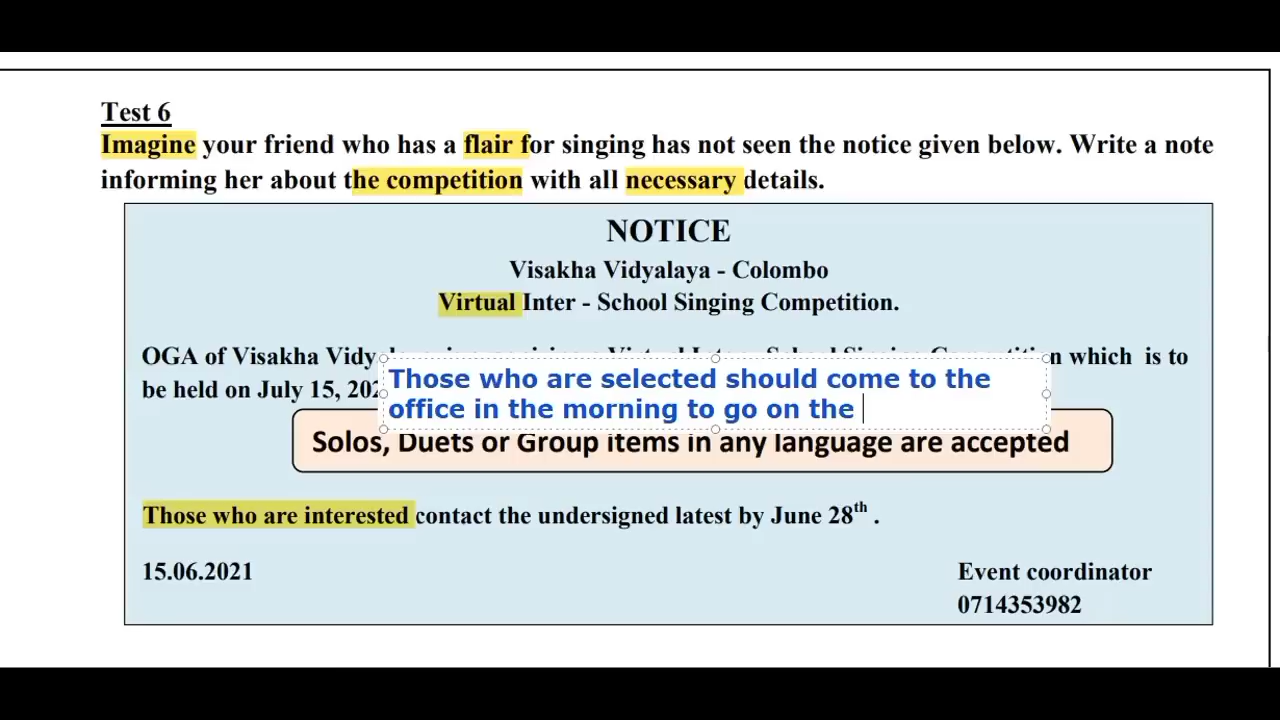 Test 6
Imagine your friend who has a flair for singing has not seen the notice given below. Write a note
informing her about the competition with all necessary details.
NOTICE
Visakha Vidyalaya - Colombo
Virtual Inter - School Singing Competition.
OGA of Visakha which is to
be held on July 15,
Those who are selected should come to the
office in the morning to go on the
Solos, Duets or Group items in any language are accepted
Those who are interested contact the undersigned latest by June 28th .
15.06.2021
Event coordinator
0714353982